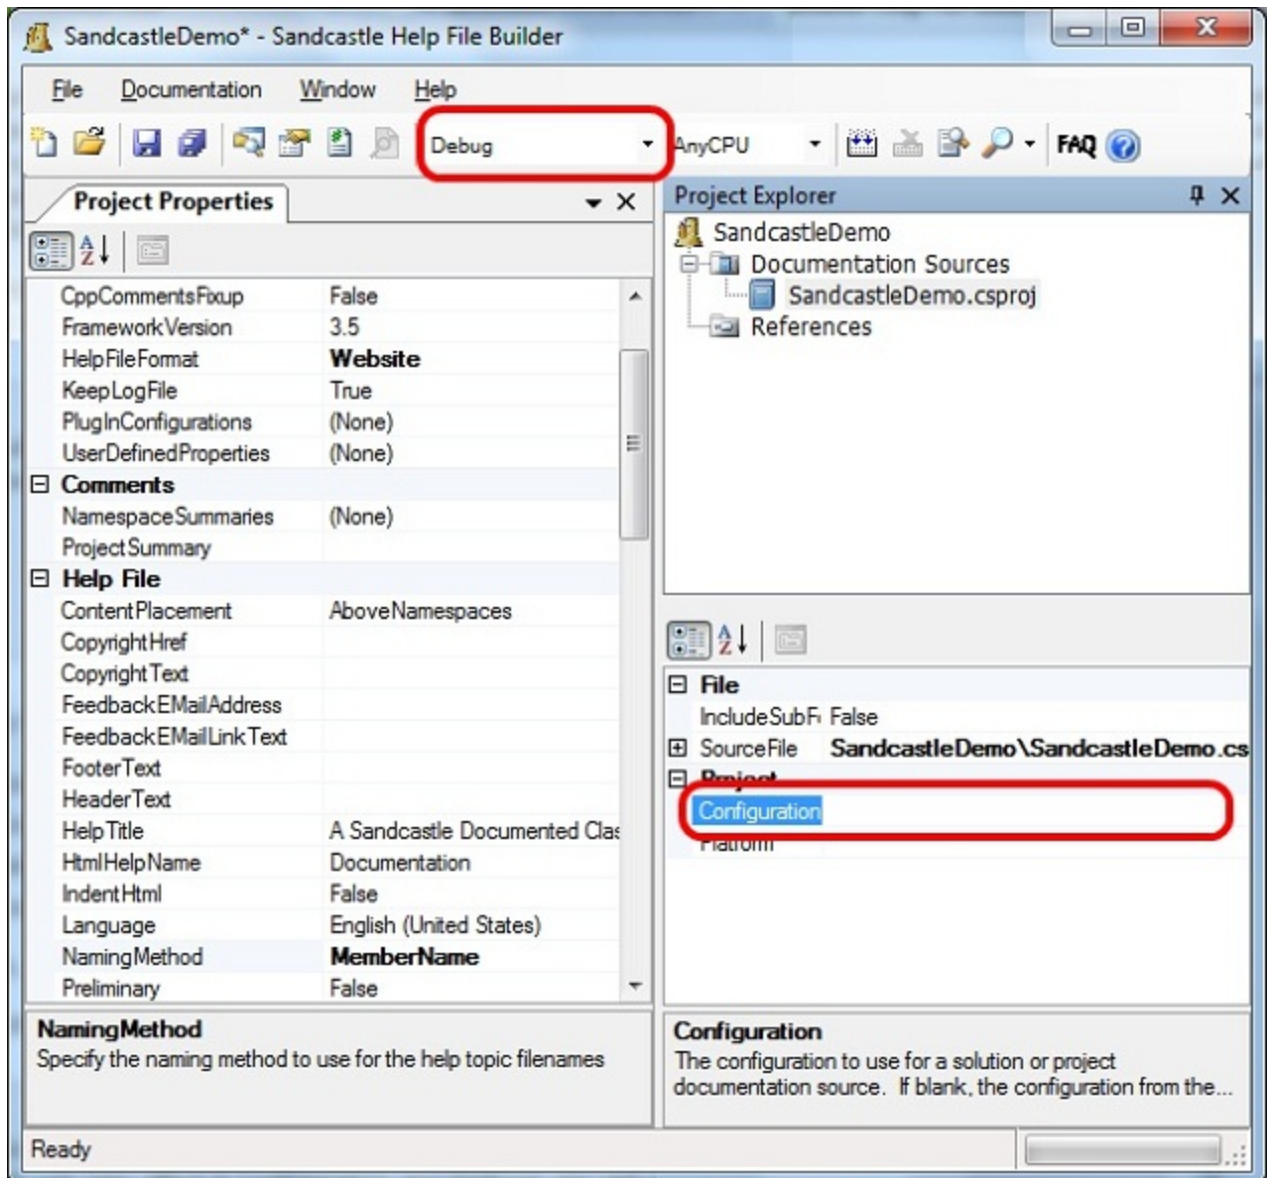 SandcastleDemo* - Sandcastle Help File Builder
File Documentation Window Help
Debug AnyCPU FAQ
Project Properties
CppCommentsFixup False
FrameworkVersion 3.5
HelpFileFormat Website
KeepLogFile True
PlugInConfigurations (None)
UserDefinedProperties (None)
Comments
NamespaceSummaries (None)
ProjectSummary
Help File
ContentPlacement AboveNamespaces
CopyrightHref
CopyrightText
FeedbackEMailAddress
FeedbackEMailLinkText
FooterText
HeaderText
HelpTitle A Sandcastle Documented Clas
HtmlHelpName Documentation
IndentHtml False
Language English (United States)
NamingMethod MemberName
Preliminary False
NamingMethod
Specify the naming method to use for the help topic filenames
Project Explorer
SandcastleDemo
Documentation Sources
SandcastleDemo.csproj
References
File
IncludeSubF False
SourceFile SandcastleDemo\SandcastleDemo.cs
Project
Configuration
Platform
Configuration
The configuration to use for a solution or project
documentation source. If blank, the configuration from the...
Ready